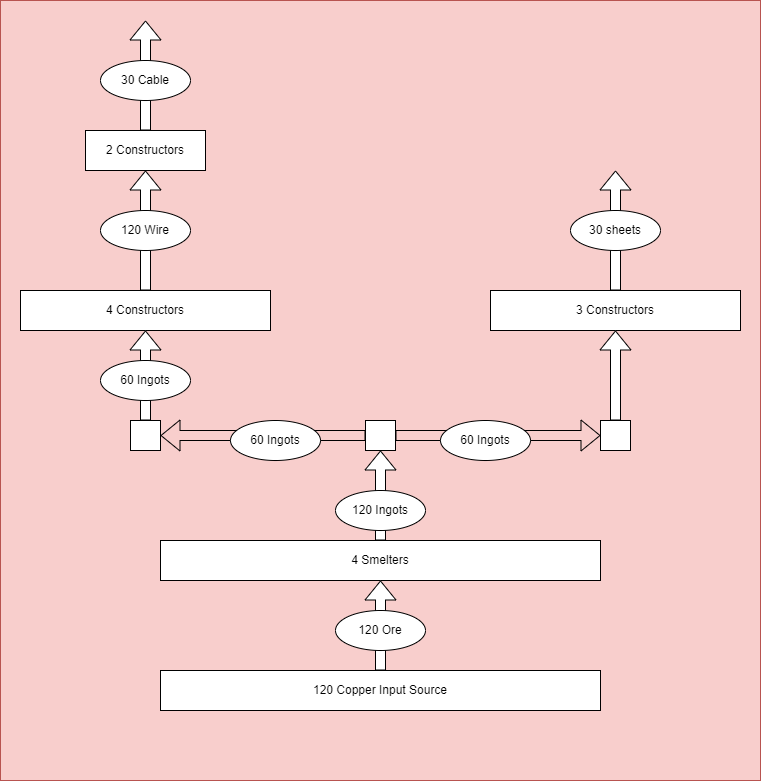 30 Cable
2 Constructors
120 Wire
30 sheets
4 Constructors
3 Constructors
60 Ingots
60 Ingots
60 Ingots
120 Ingots
4 Smelters
120 Ore
120 Copper Input Source